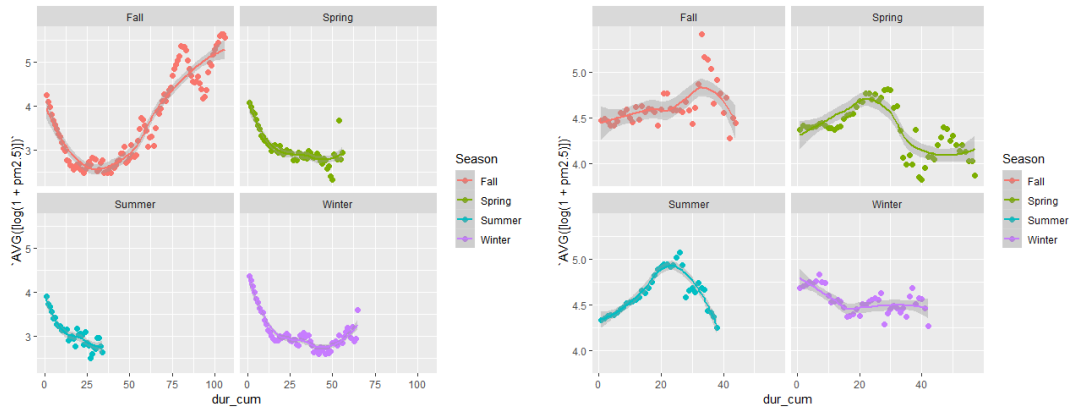 Fall
Spring
5
4
3
Summer
Winter
5
4
3
0
25
50
75
100
0
25
50
75
100
dur_cum
`AVG([log(1 + pm2.5)])`
Season
Fall
Spring
Summer
Winter
Fall
Spring
5.0
4.5
4.0
Summer
Winter
5.0
4.5
4.0
0
20
40
0
20
40
dur_cum
`AVG([log(1 + pm2.5)])`
Season
Fall
Spring
Summer
Winter